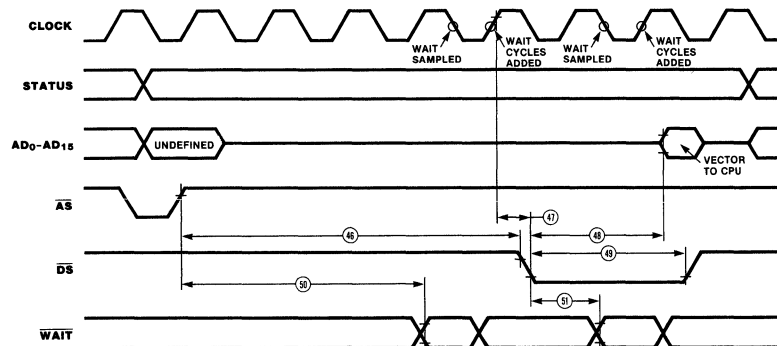 CLOCK
WAIT SAMPLED
WAIT CYCLES ADDED
WAIT SAMPLED
WAIT CYCLES ADDED
STATUS
AD0-AD15
UNDEFINED
VECTOR TO CPU
AS
47
46
48
DS
49
50
51
WAIT